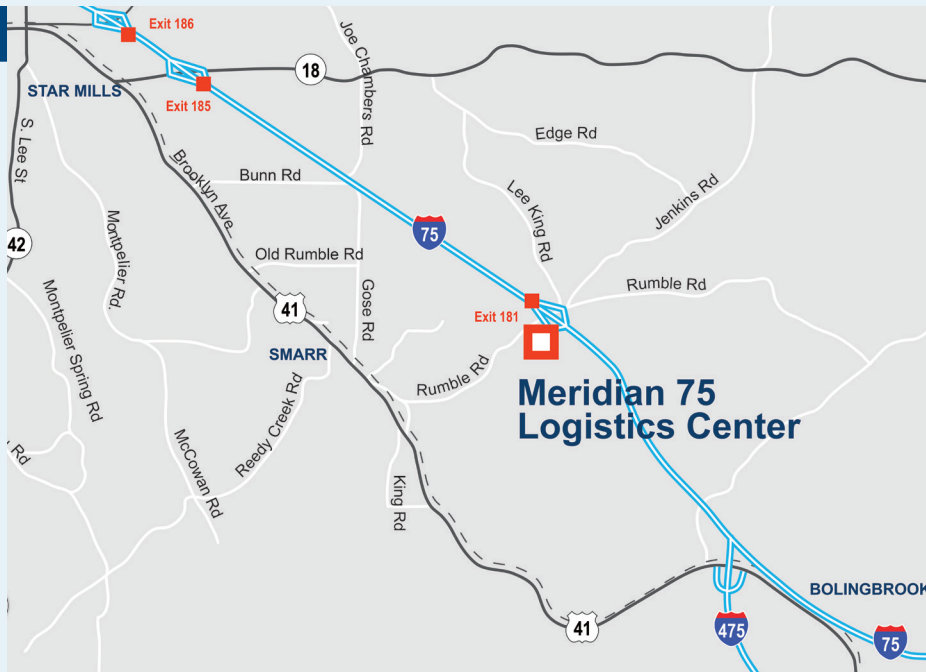 Exit 186
Joe Chambers Rd
18
STAR MILLS
Exit 185
S. Lee St
Edge Rd
Brooklyn Ave
Bunn Rd
Lee King Rd
Jenkins Rd
Montpelier Rd.
75
42
Old Rumble Rd
Rumble Rd
Montpelier Spring Rd
41
Gose Rd
Exit 181
SMARR
Rumble Rd
Meridian 75
Logistics Center
Reedy Creek Rd
McCowan Rd
Rd
King Rd
BOLINGBROOK
41
475
75